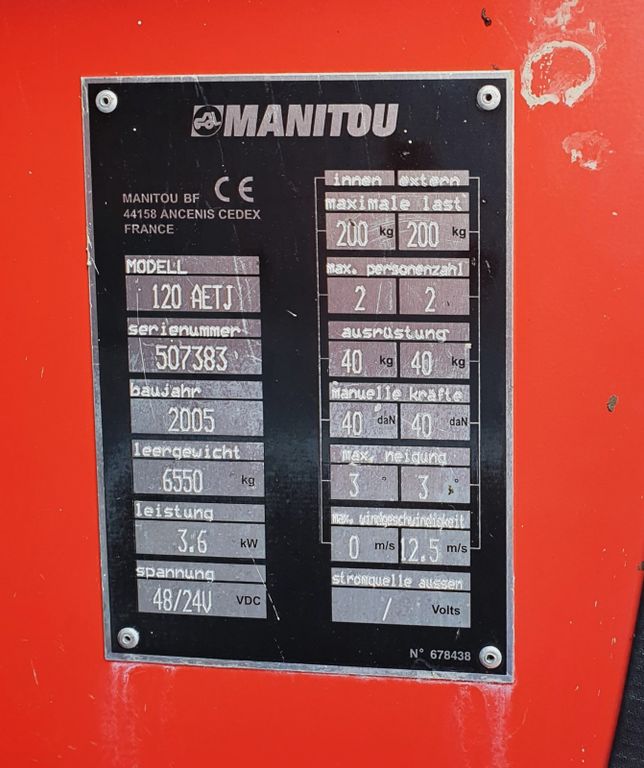 MANITOU
MANITOU BF CE
44158 ANCENIS CEDEX
FRANCE
MODELL
120 AETJ
serienummer
507383
baujahr
2005
leergewicht
6550 kg
leistung
3.6 kW
spannung
48/24V VDC
innen extern
maximale last
200 kg 200 kg
max. personenzahl
2 2
ausrüstung
40 kg 40 kg
manuelle kräfte
40 daN 40 daN
max. neigung
3 ° 3 °
max. windgeschwindigkeit
0 m/s 12.5 m/s
stromquelle aussen
/ Volts
N° 678438